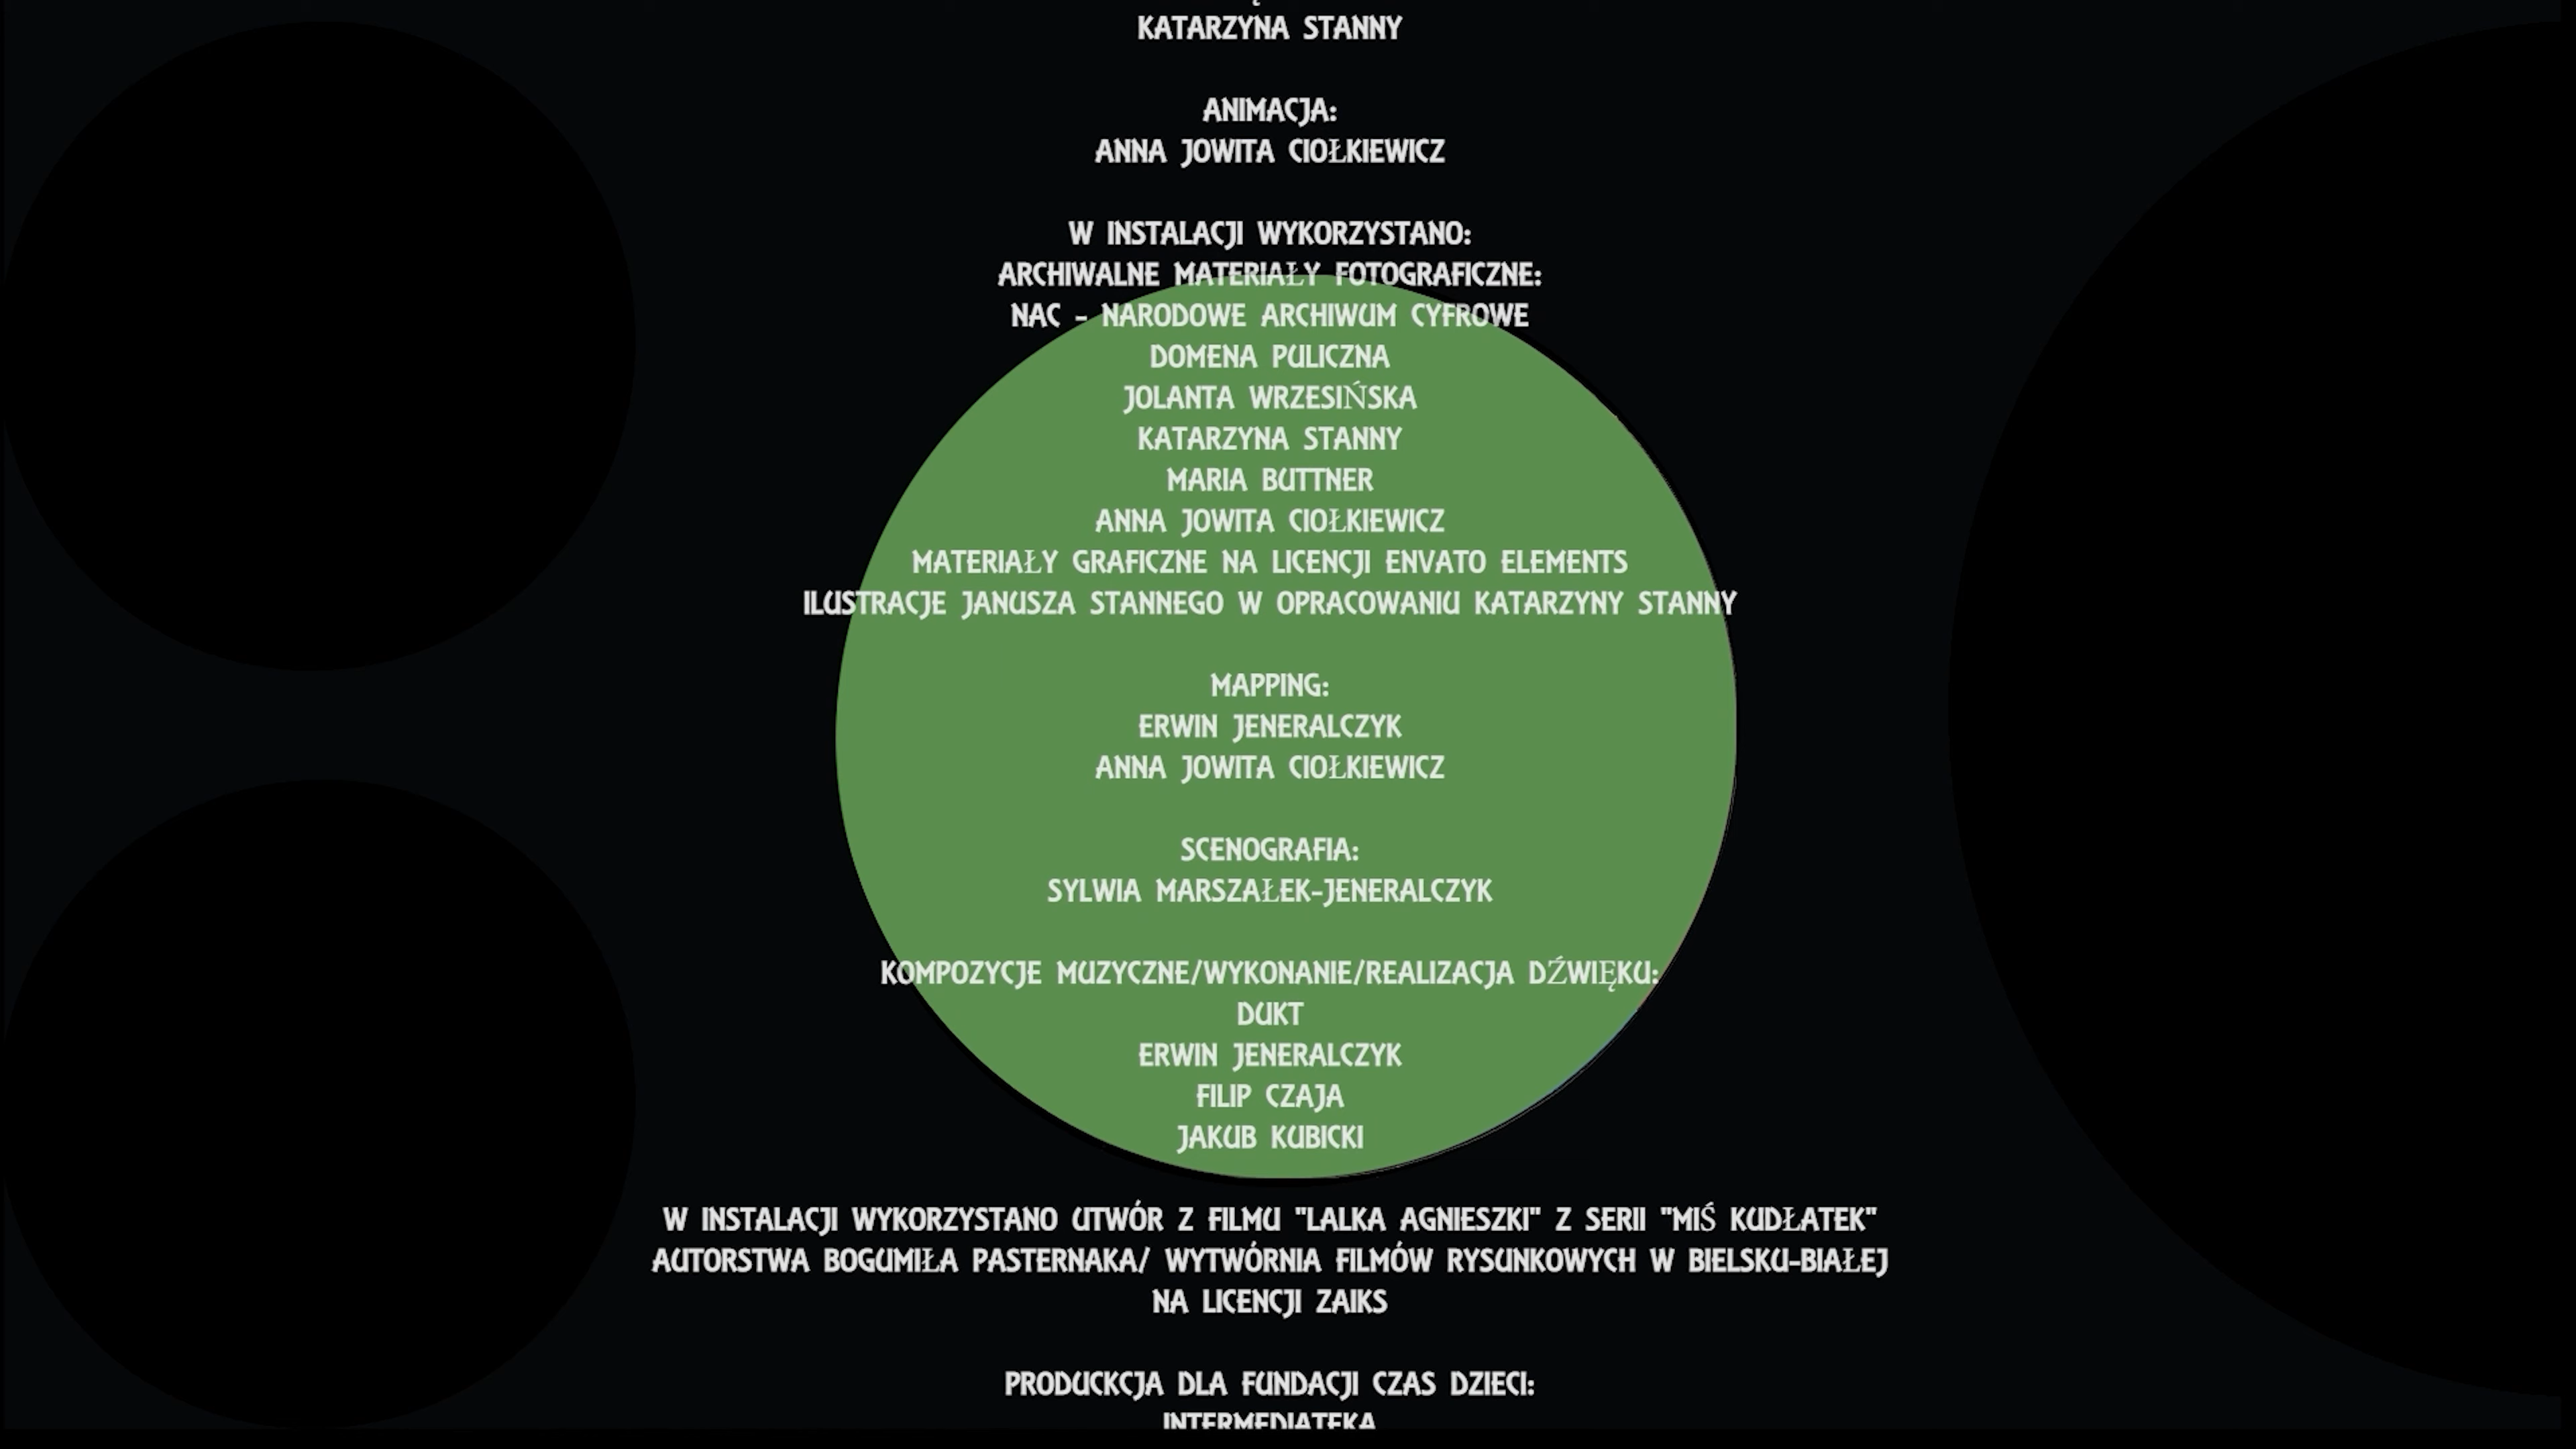 KATARZYNA STANNY
ANIMACJA:
ANNA JOWITA CIOŁKIEWICZ
W INSTALACJI WYKORZYSTANO:
ARCHIWALNE MATERIAŁY FOTOGRAFICZNE:
NAC - NARODOWE ARCHIWUM CYFROWE
DOMENA PULICZNA
JOLANTA WRZESIŃSKA
KATARZYNA STANNY
MARIA BUTTNER
ANNA JOWITA CIOŁKIEWICZ
MATERIAŁY GRAFICZNE NA LICENCJI ENVATO ELEMENTS
ILUSTRACJE JANUSZA STANNEGO W OPRACOWANIU KATARZYNY STANNY
MAPPING:
ERWIN JENERALCZYK
ANNA JOWITA CIOŁKIEWICZ
SCENOGRAFIA:
SYLWIA MARSZAŁEK-JENERALCZYK
KOMPOZYCJE MUZYCZNE/WYKONANIE/REALIZACJA DŹWIĘKU:
DUKT
ERWIN JENERALCZYK
FILIP CZAJA
JAKUB KUBICKI
W INSTALACJI WYKORZYSTANO UTWÓR Z FILMU "LALKA AGNIESZKI" Z SERII "MIŚ KUDŁATEK"
AUTORSTWA BOGUMIŁA PASTERNAKA/ WYTWÓRNIA FILMÓW RYSUNKOWYCH W BIELSKU-BIAŁEJ
NA LICENCJI ZAIKS
PRODUCKCJA DLA FUNDACJI CZAS DZIECI:
INTERMEDIATEKA